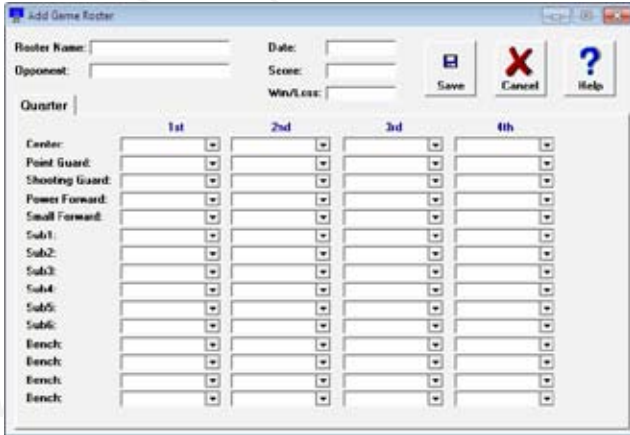 Add Game Roster
Roster Name: Date:
Opponent: Score:
Win/Loss:
Save Cancel Help
Quarter
1st 2nd 3rd 4th
Center:
Point Guard:
Shooting Guard:
Power Forward:
Small Forward:
Sub1:
Sub2:
Sub3:
Sub4:
Sub5:
Sub6:
Bench:
Bench:
Bench:
Bench: